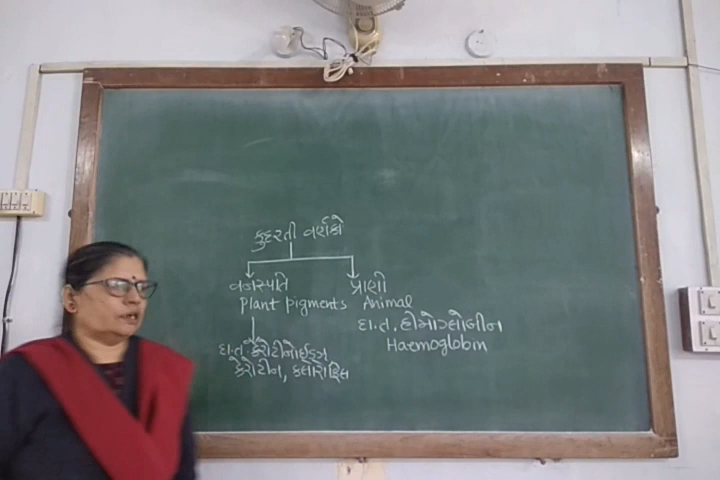 કુદરતી વર્ણકો
વનસ્પતિ પ્રાણી
Plant Pigments Animal
દા.ત. હીમોગ્લોબીન
Haemoglobin
દા.ત. કેરોટીનોઈડ્સ
કેરોટીન, ક્લોરોફિલ